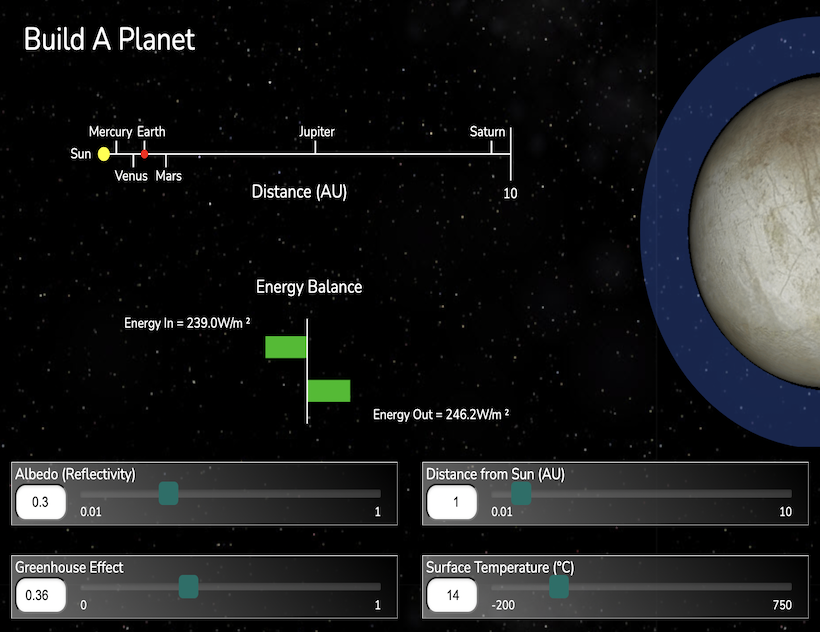 Build A Planet
Mercury Earth Jupiter Saturn
Sun
Venus Mars
Distance (AU)
10
Energy Balance
Energy In = 239.0W/m ²
Energy Out = 246.2W/m ²
Albedo (Reflectivity)
0.3
0.01 1
Distance from Sun (AU)
1
0.01 10
Greenhouse Effect
0.36
0 1
Surface Temperature (°C)
14
-200 750